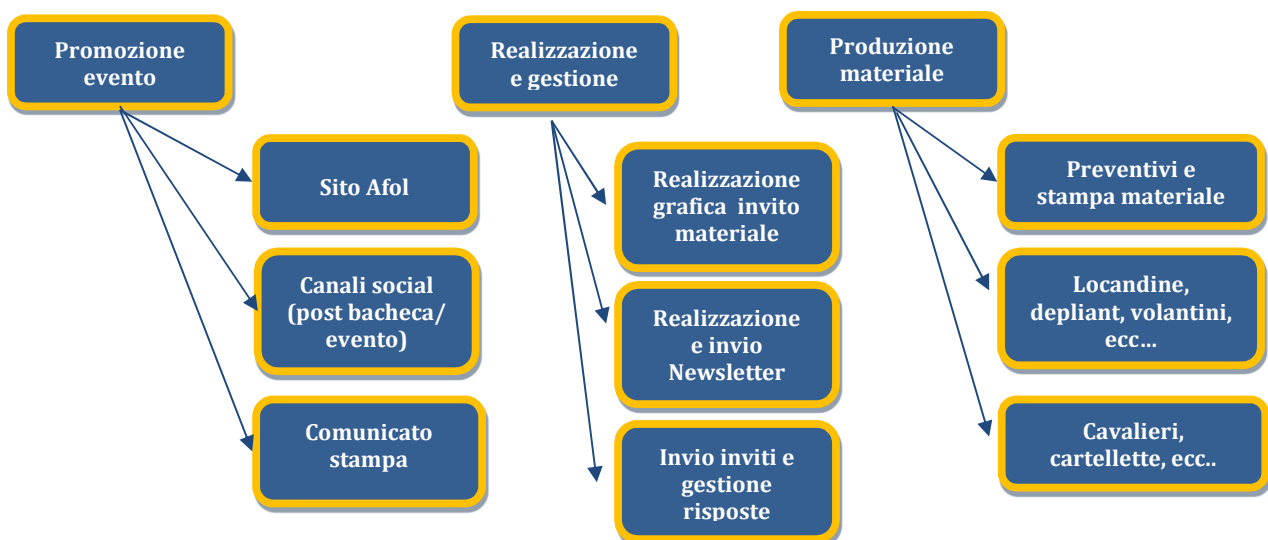 Promozione
evento
Realizzazione
e gestione
Produzione
materiale
Sito Afol
Canali social
(post bacheca/
evento)
Comunicato
stampa
Realizzazione
grafica  invito
materiale
Realizzazione
e invio
Newsletter
Invio inviti e
gestione
risposte
Preventivi e
stampa materiale
Locandine,
depliant, volantini,
ecc…
Cavalieri,
cartellette, ecc..